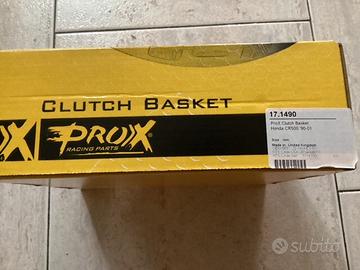 CLUTCH BASKET
17.1490
ProX Clutch Basket
Honda CR500 '90-01
Made in: United Kingdom
PROX
RACING PARTS
subito